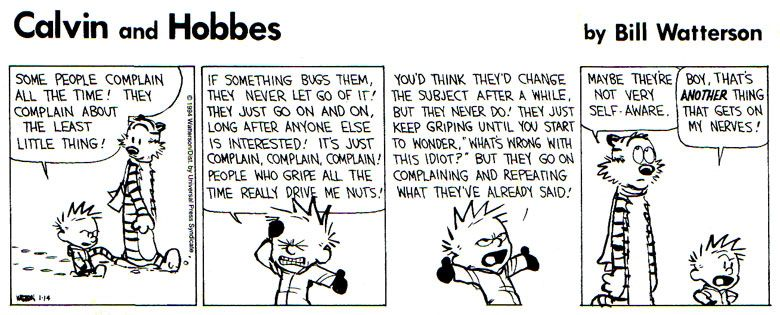 Calvin and Hobbes
by Bill Watterson
SOME PEOPLE COMPLAIN
ALL THE TIME! THEY
COMPLAIN ABOUT
THE LEAST
LITTLE THING!
© 1994 Watterson/Dist. by Universal Press Syndicate
WATTERSON 1-14
IF SOMETHING BUGS THEM,
THEY NEVER LET GO OF IT!
THEY JUST GO ON AND ON,
LONG AFTER ANYONE ELSE
IS INTERESTED! IT'S JUST
COMPLAIN, COMPLAIN, COMPLAIN!
PEOPLE WHO GRIPE ALL THE
TIME REALLY DRIVE ME NUTS!
YOU'D THINK THEY'D CHANGE
THE SUBJECT AFTER A WHILE,
BUT THEY NEVER DO! THEY JUST
KEEP GRIPING UNTIL YOU START
TO WONDER, "WHAT'S WRONG WITH
THIS IDIOT?" BUT THEY GO ON
COMPLAINING AND REPEATING
WHAT THEY'VE ALREADY SAID!
MAYBE THEY'RE
NOT VERY
SELF-AWARE.
BOY, THAT'S
ANOTHER THING
THAT GETS ON
MY NERVES!